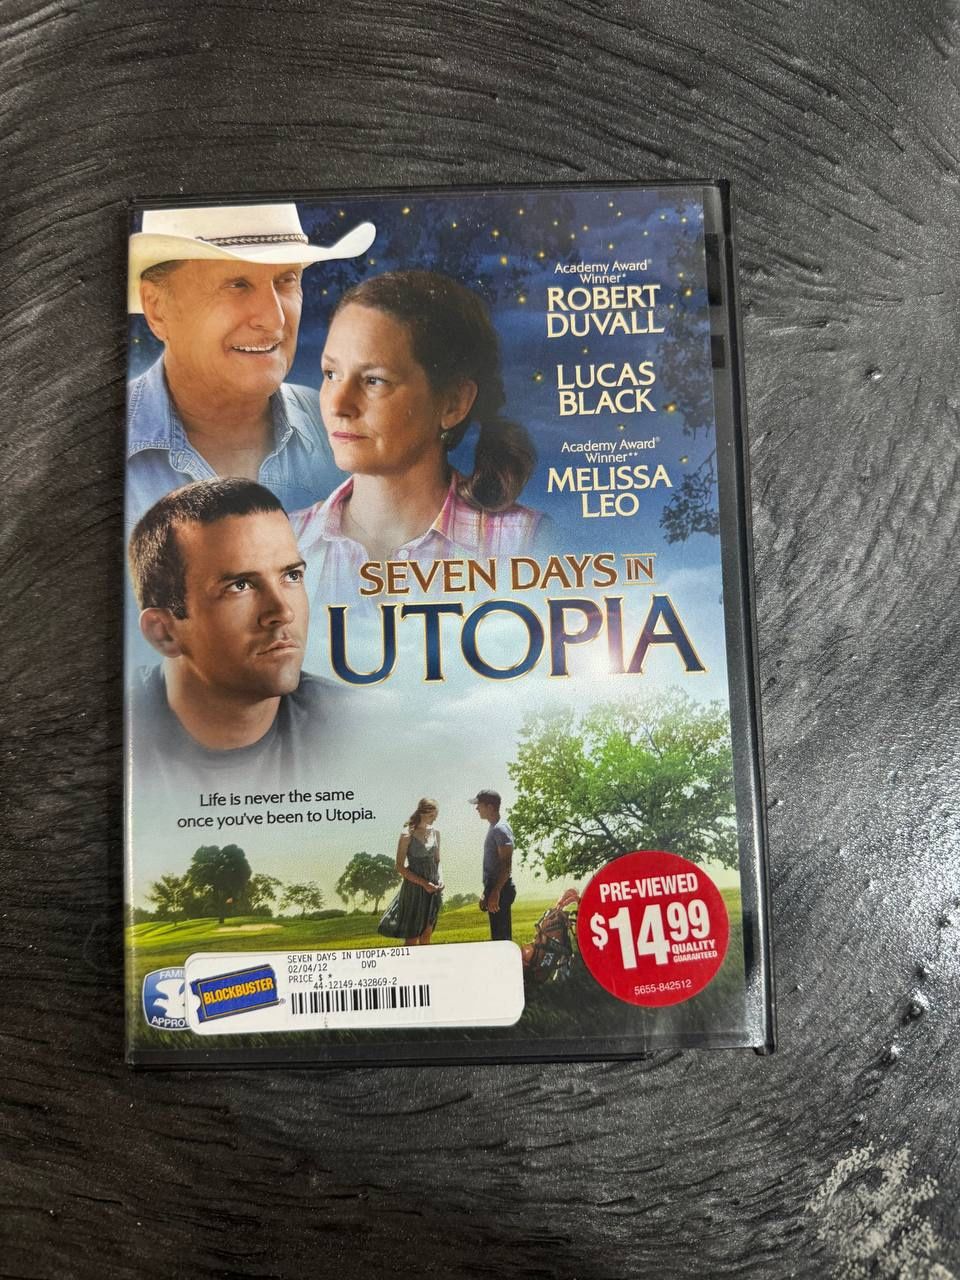 Academy Award®
Winner*
ROBERT
DUVALL
LUCAS
BLACK
Academy Award®
Winner**
MELISSA
LEO
SEVEN DAYS IN
UTOPIA
Life is never the same
once you've been to Utopia.
PRE-VIEWED
$14.99
QUALITY
GUARANTEED
5655-842512
SEVEN DAYS IN UTOPIA-2011
02/04/12 DVD
PRICE $ *
44-12149-432869-2
BLOCKBUSTER®